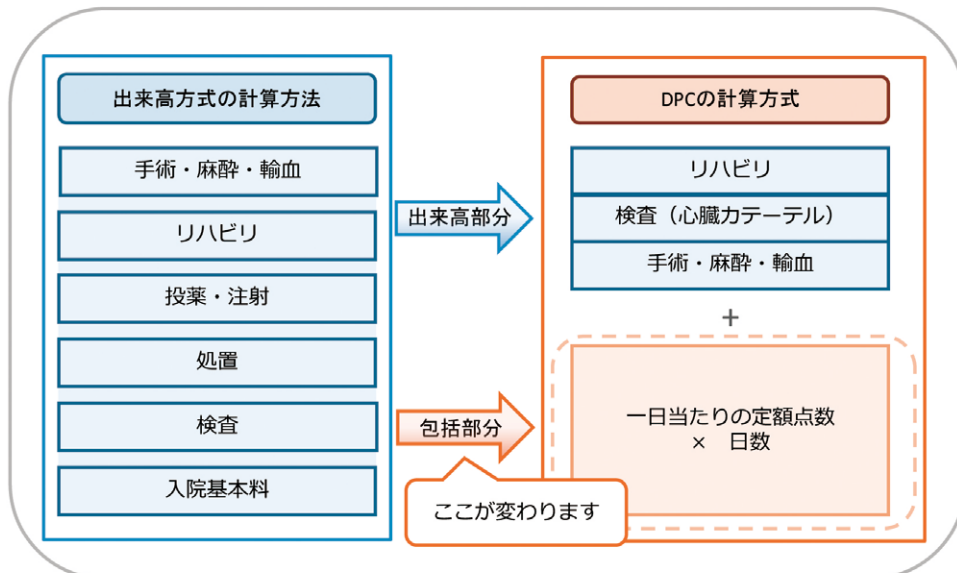 出来高方式の計算方法
手術・麻酔・輸血
リハビリ
投薬・注射
処置
検査
入院基本料
出来高部分
包括部分
ここが変わります
DPCの計算方式
リハビリ
検査（心臓カテーテル）
手術・麻酔・輸血
+
一日当たりの定額点数
×　日数